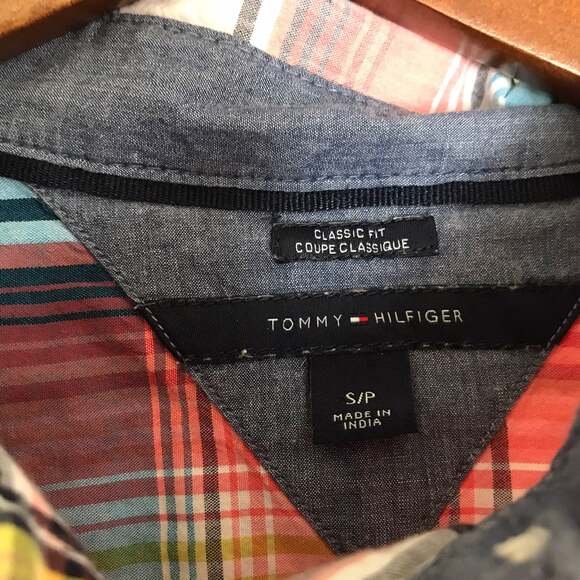 CLASSIC FIT
COUPE CLASSIQUE
TOMMY HILFIGER
S/P
MADE IN
INDIA